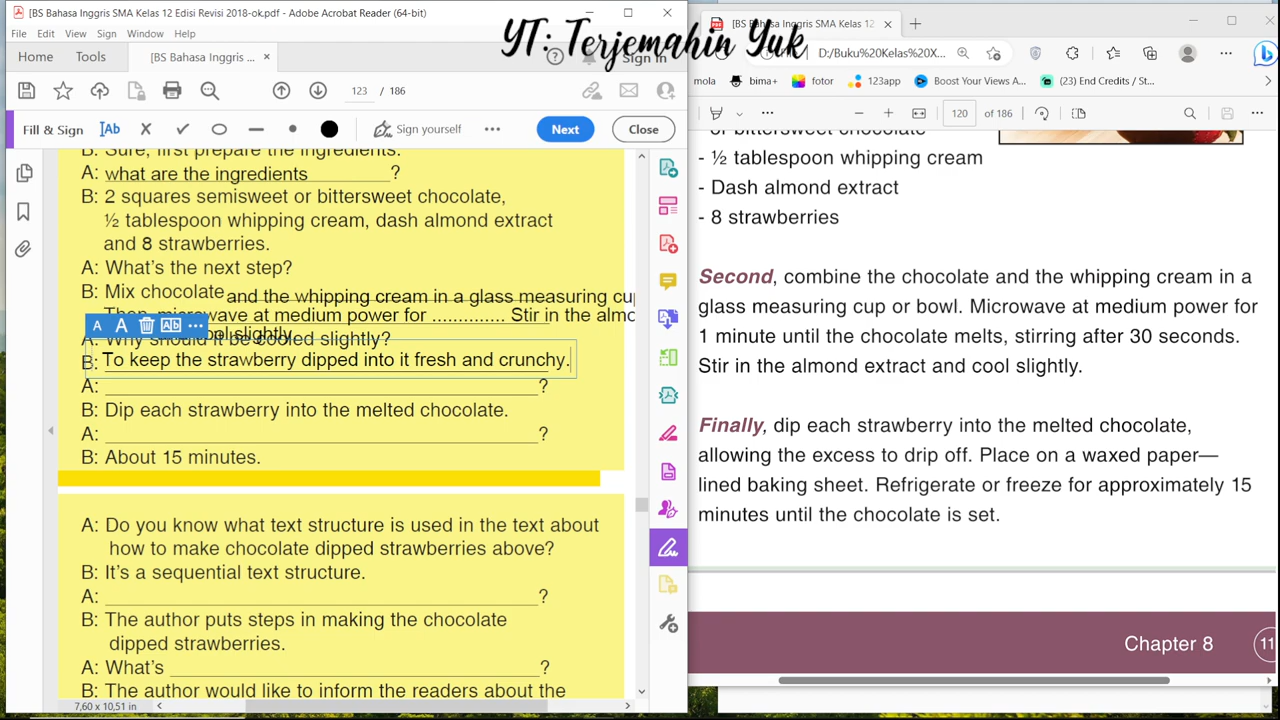 [BS Bahasa Inggris SMA Kelas 12 Edisi Revisi 2018-ok.pdf - Adobe Acrobat Reader (64-bit)
File Edit View Sign Window Help
Home Tools [BS Bahasa Inggris ... × Sign In
YT: Terjemahin Yuk
123 / 186
Fill & Sign Ab Sign yourself ... Next Close
B: Sure, first prepare the ingredients.
A: what are the ingredients ?
B: 2 squares semisweet or bittersweet chocolate,
½ tablespoon whipping cream, dash almond extract
and 8 strawberries.
A: What's the next step?
B: Mix chocolate and the whipping cream in a glass measuring cup
microwave at medium power for .............. Stir in the almo
cool slightly
A: Why should it be cooled slightly?
B: To keep the strawberry dipped into it fresh and crunchy.
A: ?
B: Dip each strawberry into the melted chocolate.
A: ?
B: About 15 minutes.
A: Do you know what text structure is used in the text about
how to make chocolate dipped strawberries above?
B: It's a sequential text structure.
A: ?
B: The author puts steps in making the chocolate
dipped strawberries.
A: What's ?
B: The author would like to inform the readers about the
7,60 x 10,51 in
[BS Bahasa Inggris SMA Kelas 12 ×
D:/Buku%20Kelas%20X...
mola bima+ fotor 123app Boost Your Views A... (23) End Credits / St...
120 of 186
or bittersweet chocolate
- ½ tablespoon whipping cream
- Dash almond extract
- 8 strawberries
Second, combine the chocolate and the whipping cream in a
glass measuring cup or bowl. Microwave at medium power for
1 minute until the chocolate melts, stirring after 30 seconds.
Stir in the almond extract and cool slightly.
Finally, dip each strawberry into the melted chocolate,
allowing the excess to drip off. Place on a waxed paper—
lined baking sheet. Refrigerate or freeze for approximately 15
minutes until the chocolate is set.
Chapter 8 11